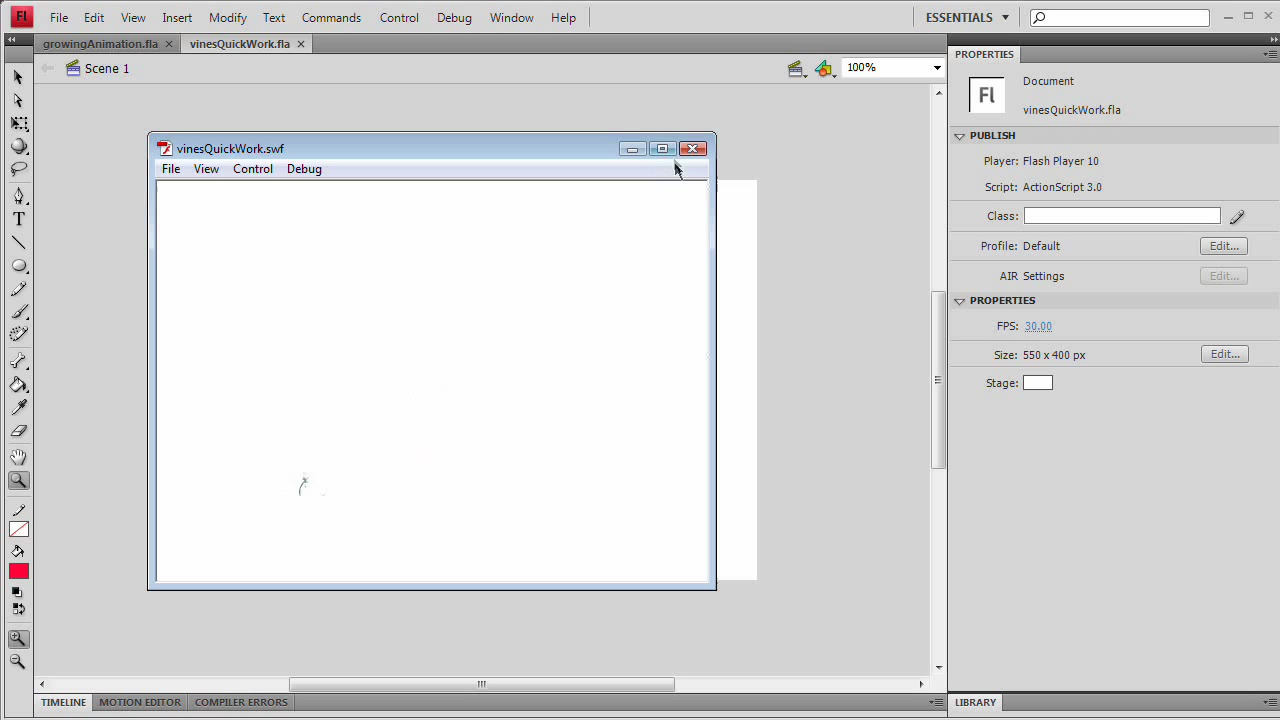 Fl File Edit View Insert Modify Text Commands Control Debug Window Help ESSENTIALS
growingAnimation.fla vinesQuickWork.fla
Scene 1 100%
vinesQuickWork.swf
File View Control Debug
T
TIMELINE MOTION EDITOR COMPILER ERRORS
PROPERTIES
Fl Document
vinesQuickWork.fla
PUBLISH
Player: Flash Player 10
Script: ActionScript 3.0
Class:
Profile: Default Edit...
AIR Settings Edit...
PROPERTIES
FPS: 30.00
Size: 550 x 400 px Edit...
Stage:
LIBRARY